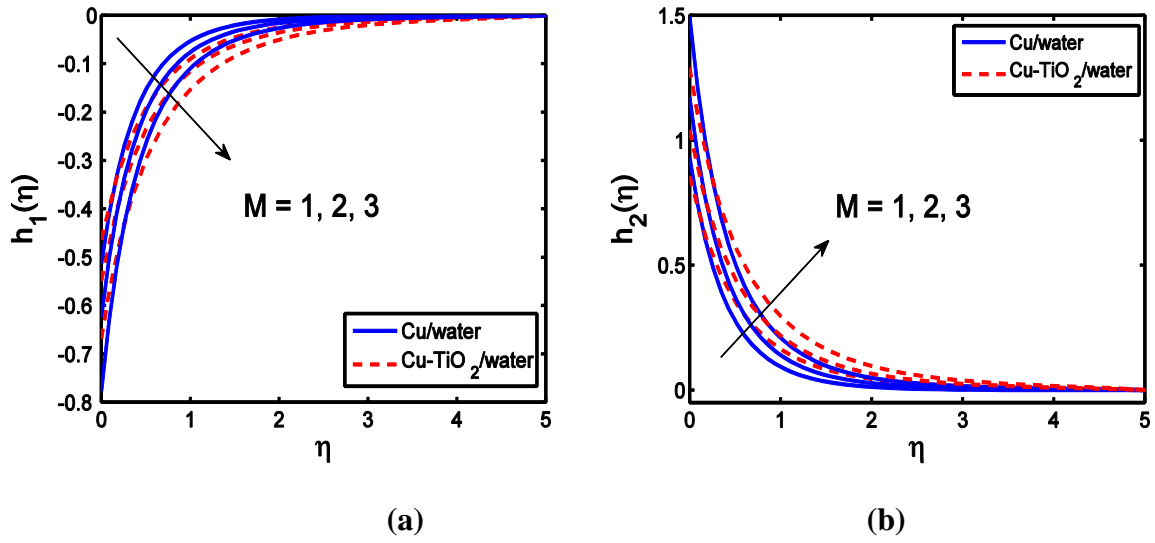 0
-0.1
-0.2
-0.3
-0.4
-0.5
-0.6
-0.7
-0.8
h1(η)
M = 1, 2, 3
Cu/water
Cu-TiO2/water
0 1 2 3 4 5
η
(a)
1.5
1
0.5
0
h2(η)
Cu/water
Cu-TiO2/water
M = 1, 2, 3
0 1 2 3 4 5
η
(b)